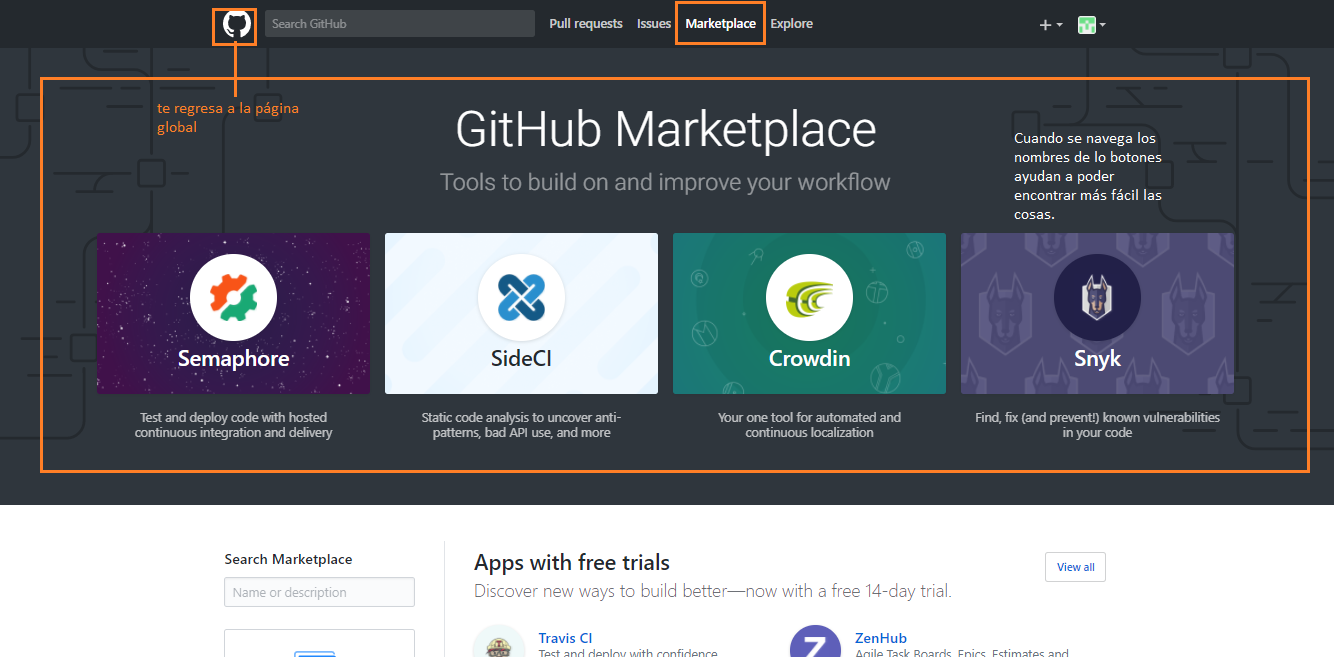 Search GitHub
Pull requests
Issues
Marketplace
Explore
te regresa a la página
global
GitHub Marketplace
Tools to build on and improve your workflow
Cuando se navega los
nombres de lo botones
ayudan a poder
encontrar más fácil las
cosas.
Semaphore
Test and deploy code with hosted
continuous integration and delivery
SideCI
Static code analysis to uncover anti-
patterns, bad API use, and more
Crowdin
Your one tool for automated and
continuous localization
Snyk
Find, fix (and prevent!) known vulnerabilities
in your code
Search Marketplace
Name or description
Apps with free trials
View all
Discover new ways to build better—now with a free 14-day trial.
Travis CI
Test and deploy with confidence
Z
ZenHub
Agile Task Boards, Epics, Estimates and